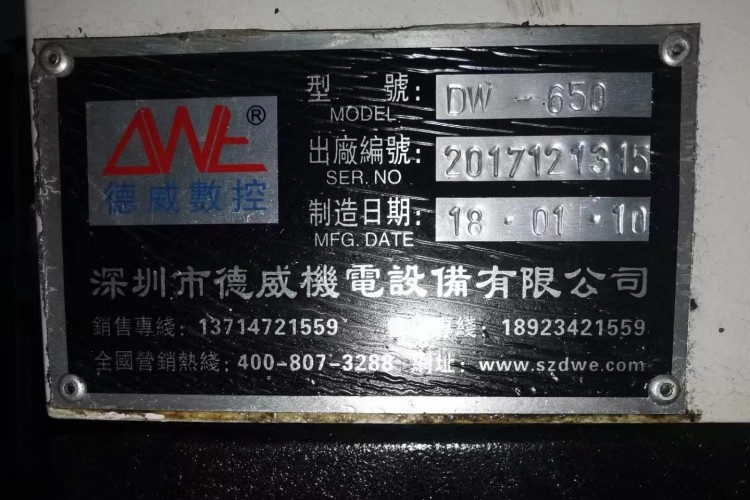 DWE®
德威數控
型 號: DW - 650
MODEL
出廠編號: 2017121315
SER. NO
制造日期: 18 · 01 · 10
MFG. DATE
深圳市德威機電設備有限公司
銷售專綫: 13714721559 專綫: 18923421559
全國營銷熱綫: 400-807-3288 網址: www.szdwe.com